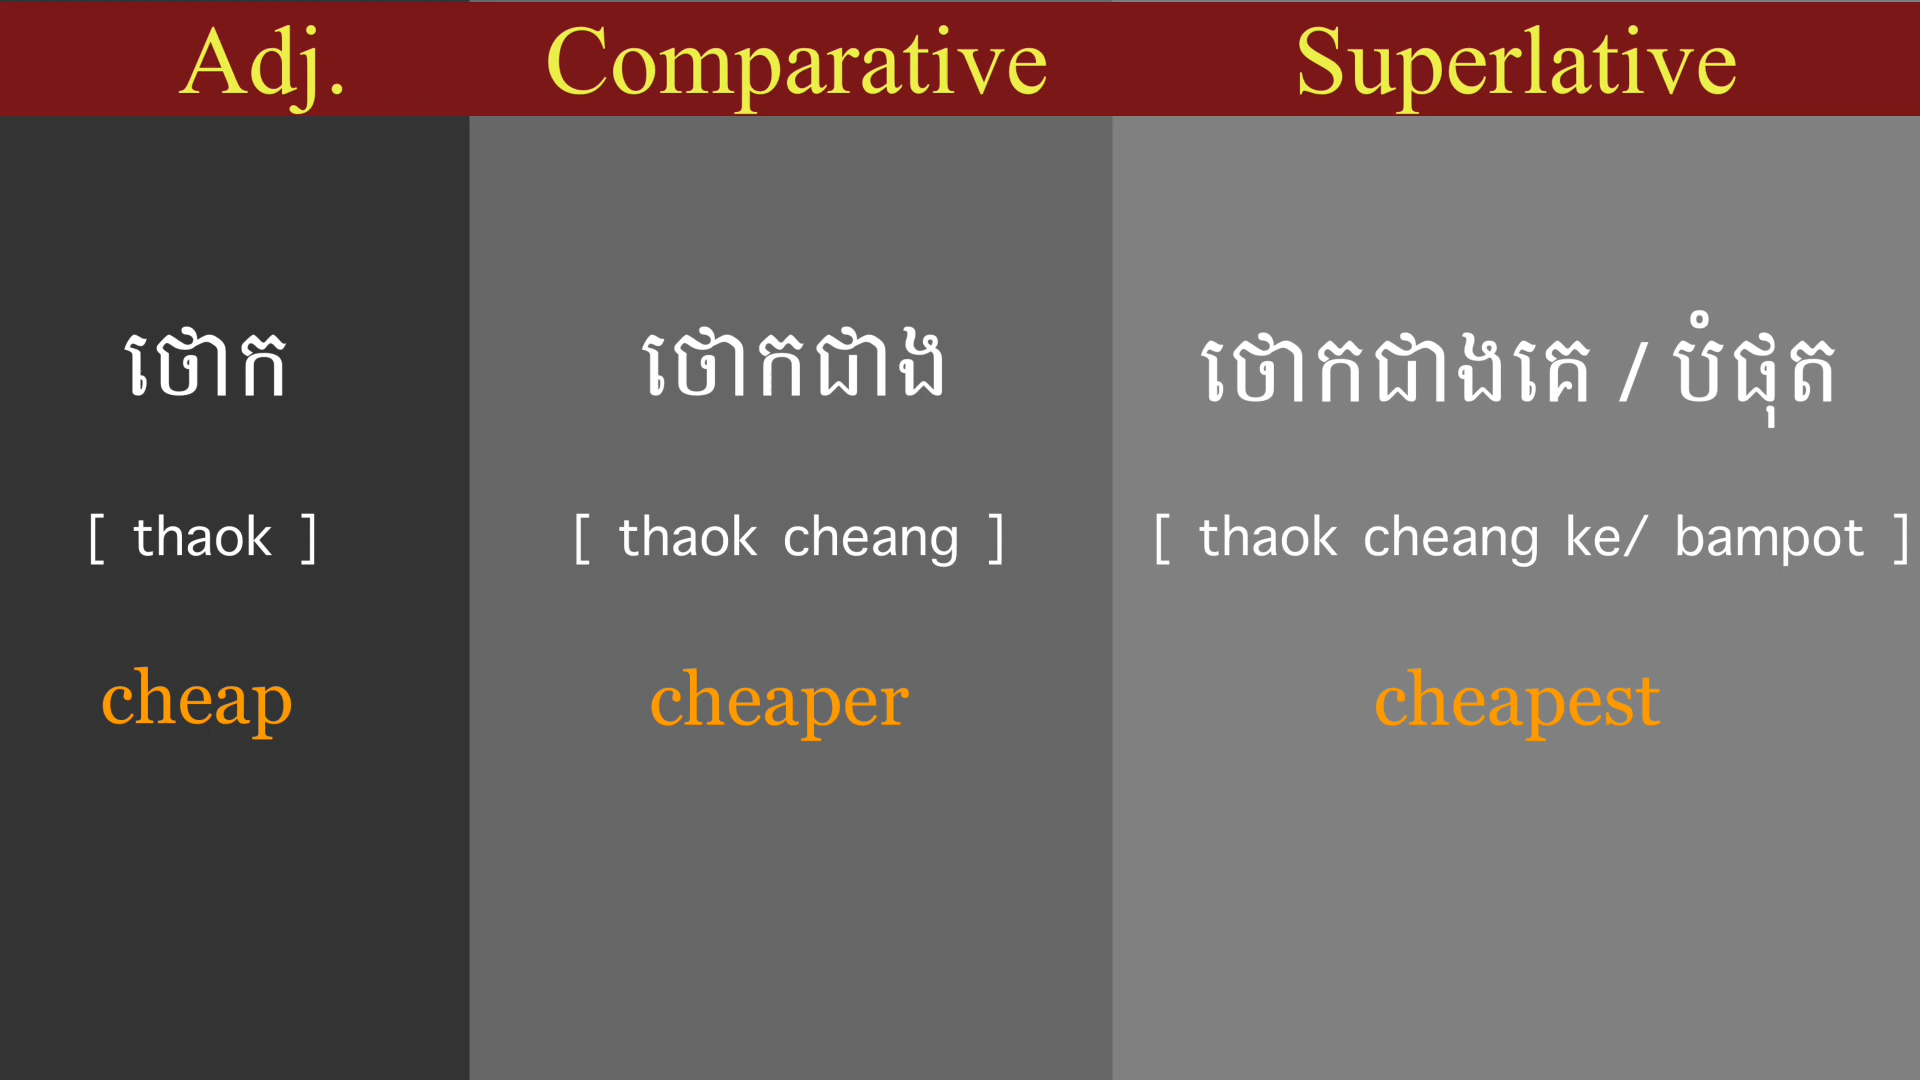 Adj. Comparative Superlative
ថោក ថោកជាង ថោកជាងគេ / បំផុត
[ thaok ] [ thaok cheang ] [ thaok cheang ke/ bampot ]
cheap cheaper cheapest